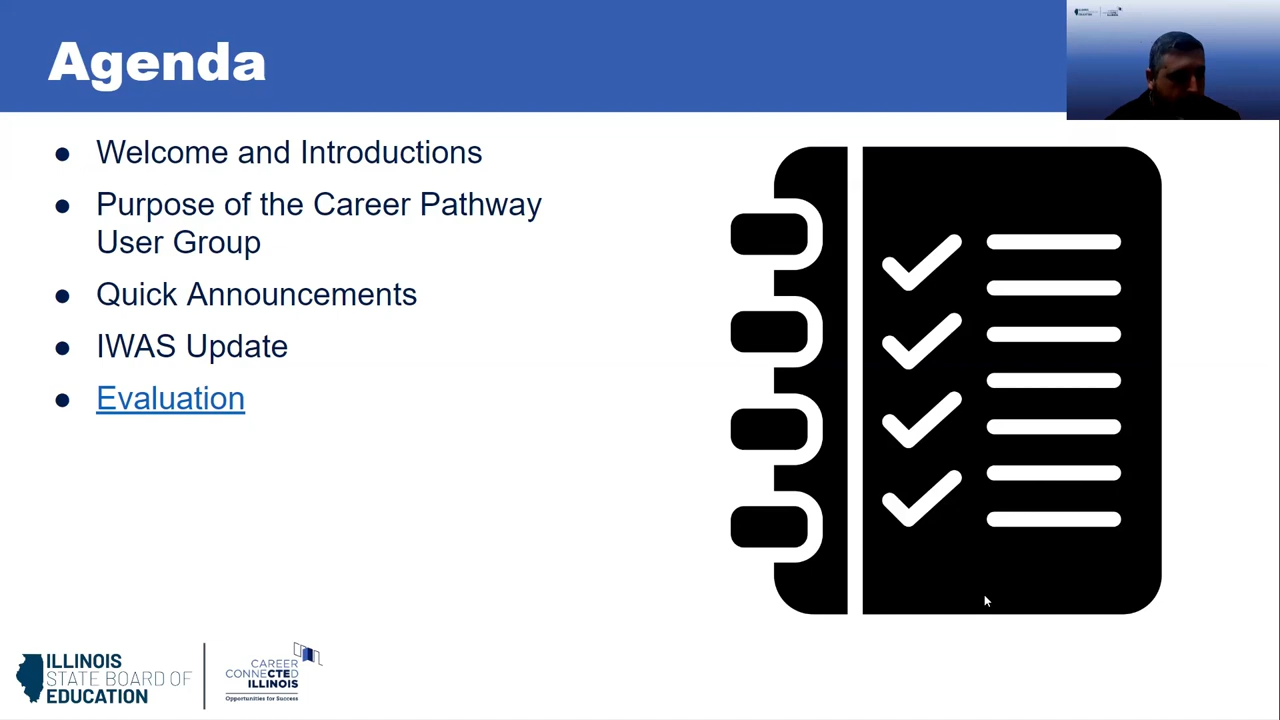 Agenda
● Welcome and Introductions
● Purpose of the Career Pathway
User Group
● Quick Announcements
● IWAS Update
● Evaluation
ILLINOIS
STATE BOARD OF
EDUCATION
CAREER
CONNECTED
ILLINOIS
Opportunities for Success